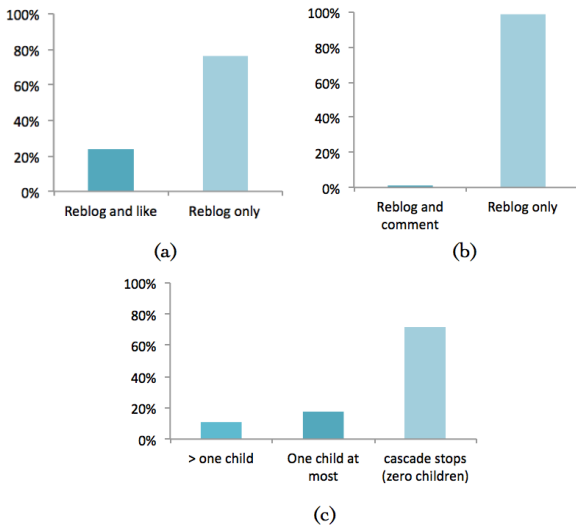 100%
80%
60%
40%
20%
0%
Reblog and like Reblog only
(a)
100%
80%
60%
40%
20%
0%
Reblog and Reblog only
comment
(b)
100%
80%
60%
40%
20%
0%
> one child One child at cascade stops
most (zero children)
(c)